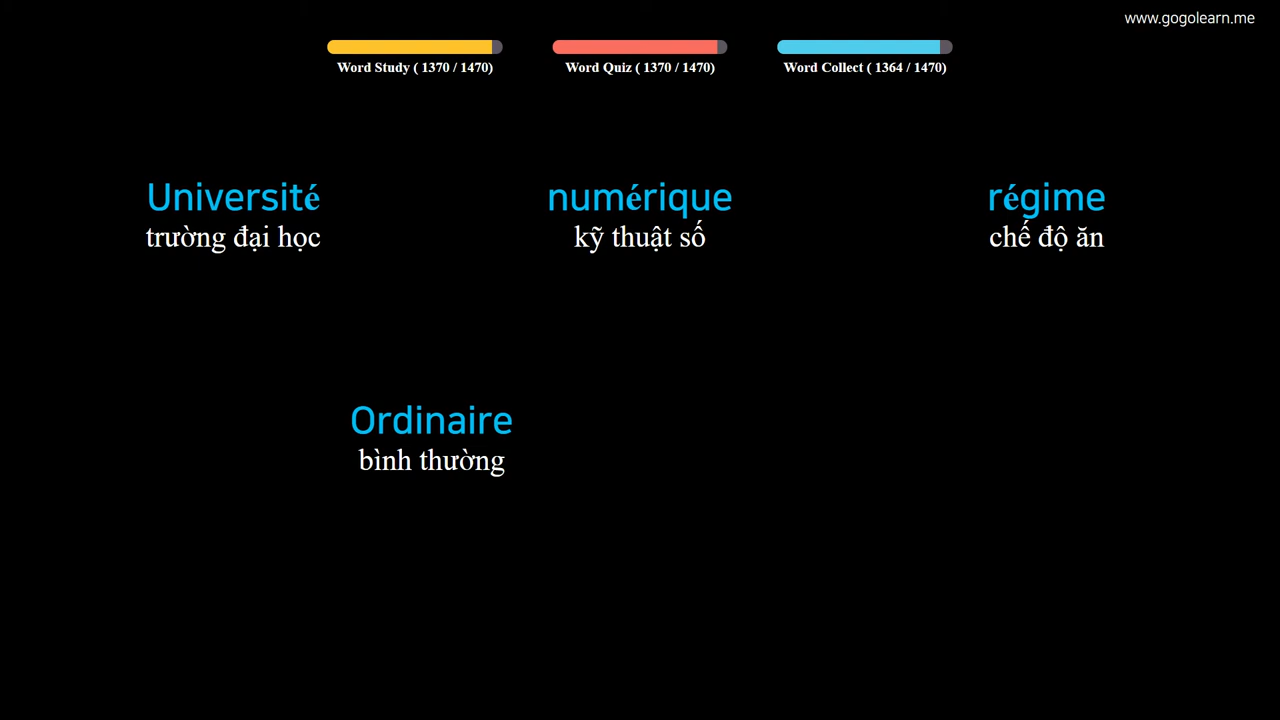 www.gogolearn.me
Word Study ( 1370 / 1470)
Word Quiz ( 1370 / 1470)
Word Collect ( 1364 / 1470)
Université
trường đại học
numérique
kỹ thuật số
régime
chế độ ăn
Ordinaire
bình thường